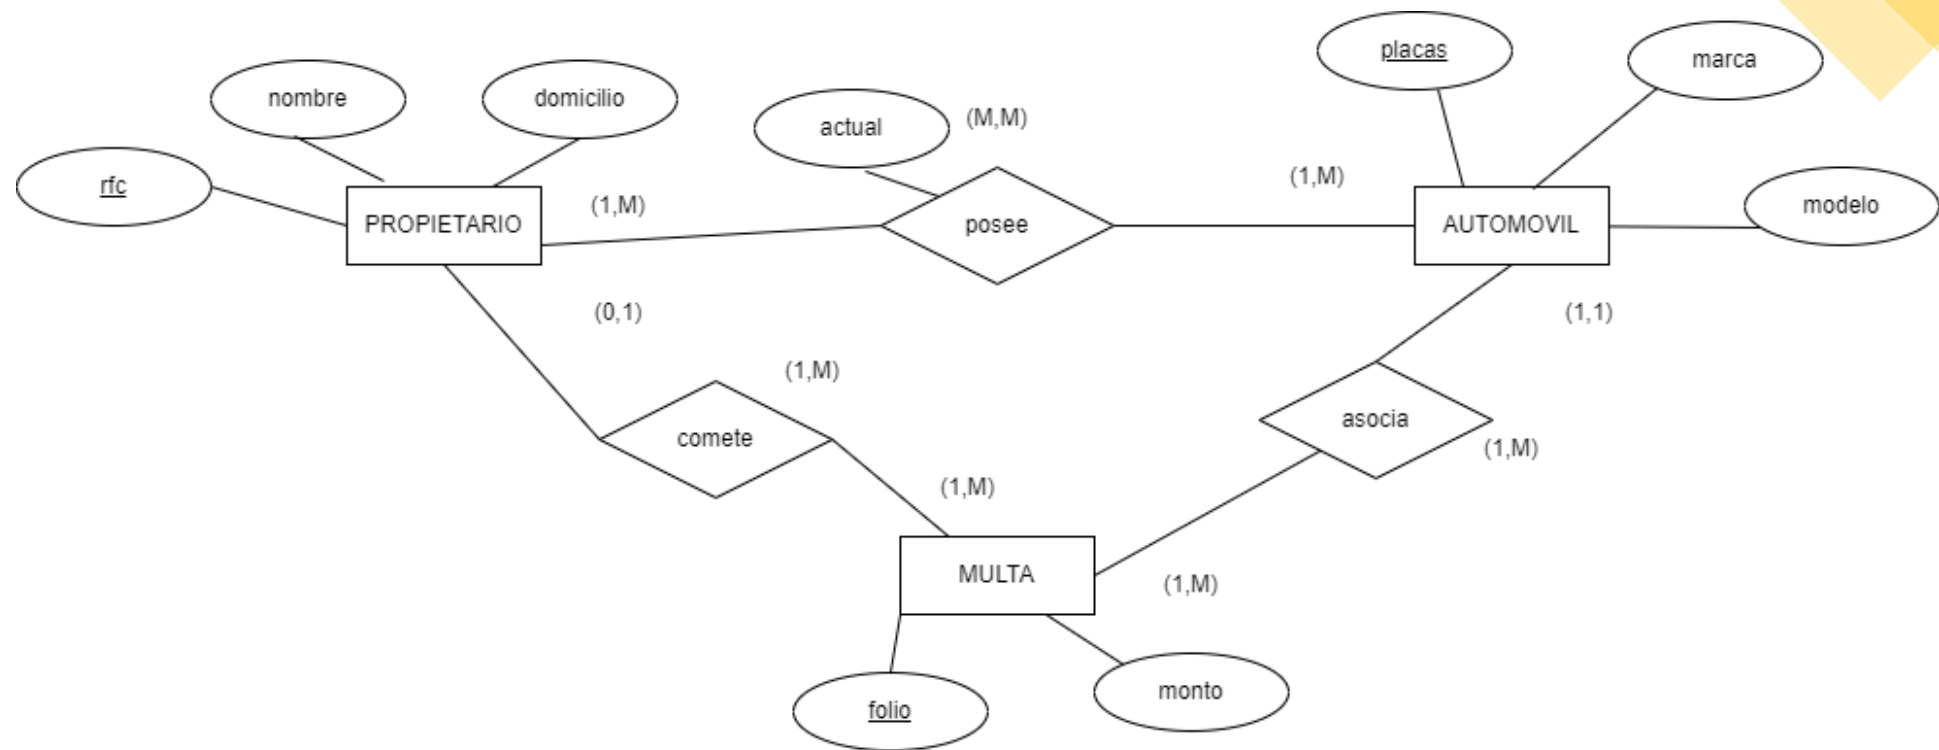 placas
marca
nombre
domicilio
actual
(M,M)
rfc
(1,M)
(1,M)
modelo
PROPIETARIO
posee
AUTOMOVIL
(0,1)
(1,1)
(1,M)
comete
asocia
(1,M)
(1,M)
MULTA
(1,M)
folio
monto